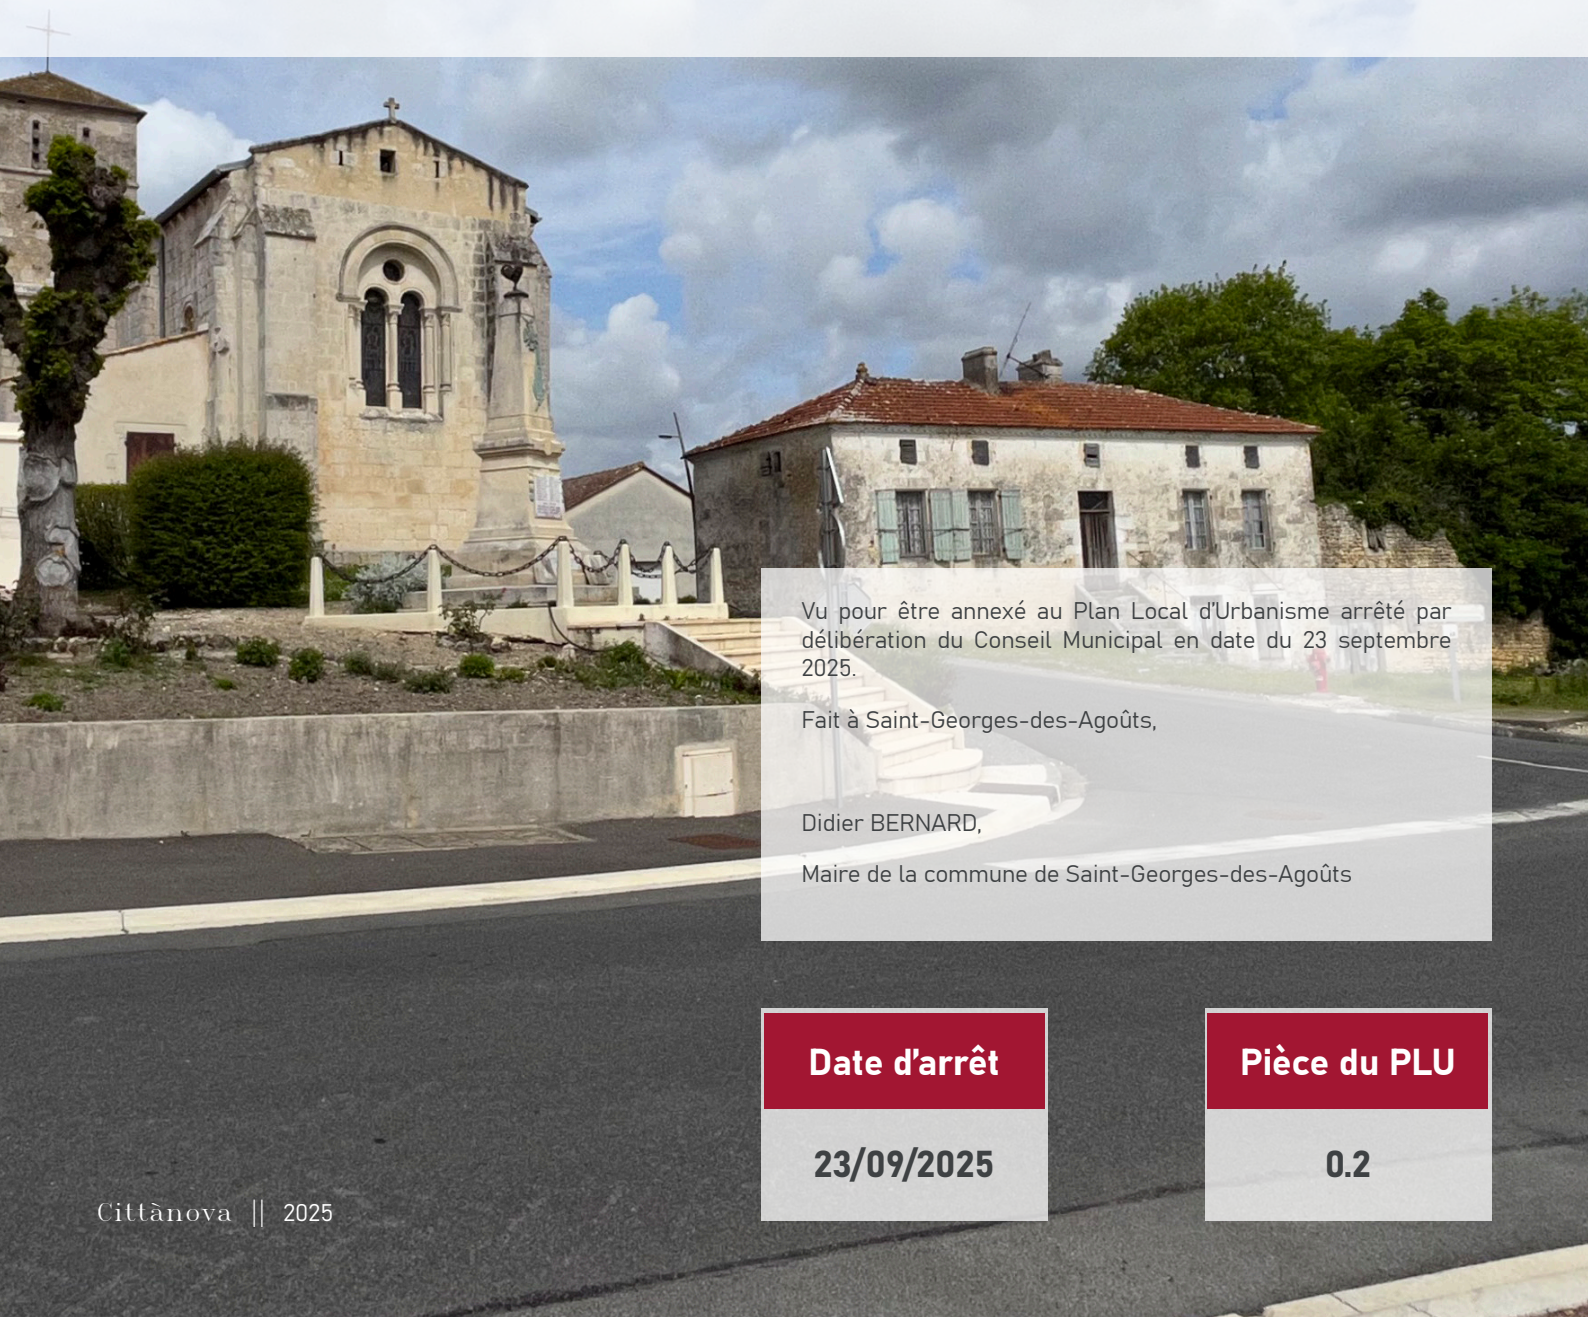 Vu pour être annexé au Plan Local d’Urbanisme arrêté par
délibération du Conseil Municipal en date du 23 septembre
2025.
Fait à Saint-Georges-des-Agoûts,
Didier BERNARD,
Maire de la commune de Saint-Georges-des-Agoûts
Date d’arrêt
Pièce du PLU
23/09/2025
0.2
Cittànova || 2025